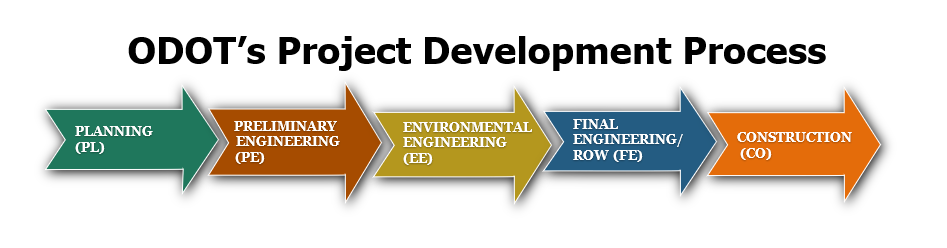 ODOT’s Project Development Process
PLANNING
(PL)
PRELIMINARY
ENGINEERING
(PE)
ENVIRONMENTAL
ENGINEERING
(EE)
FINAL
ENGINEERING/
ROW (FE)
CONSTRUCTION
(CO)